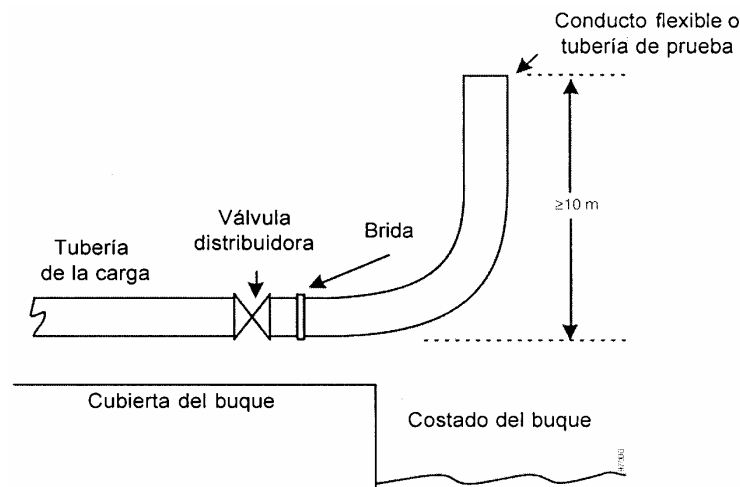 Conducto flexible o
tubería de prueba
≥10 m
Válvula
distribuidora
Brida
Tubería
de la carga
Cubierta del buque
Costado del buque